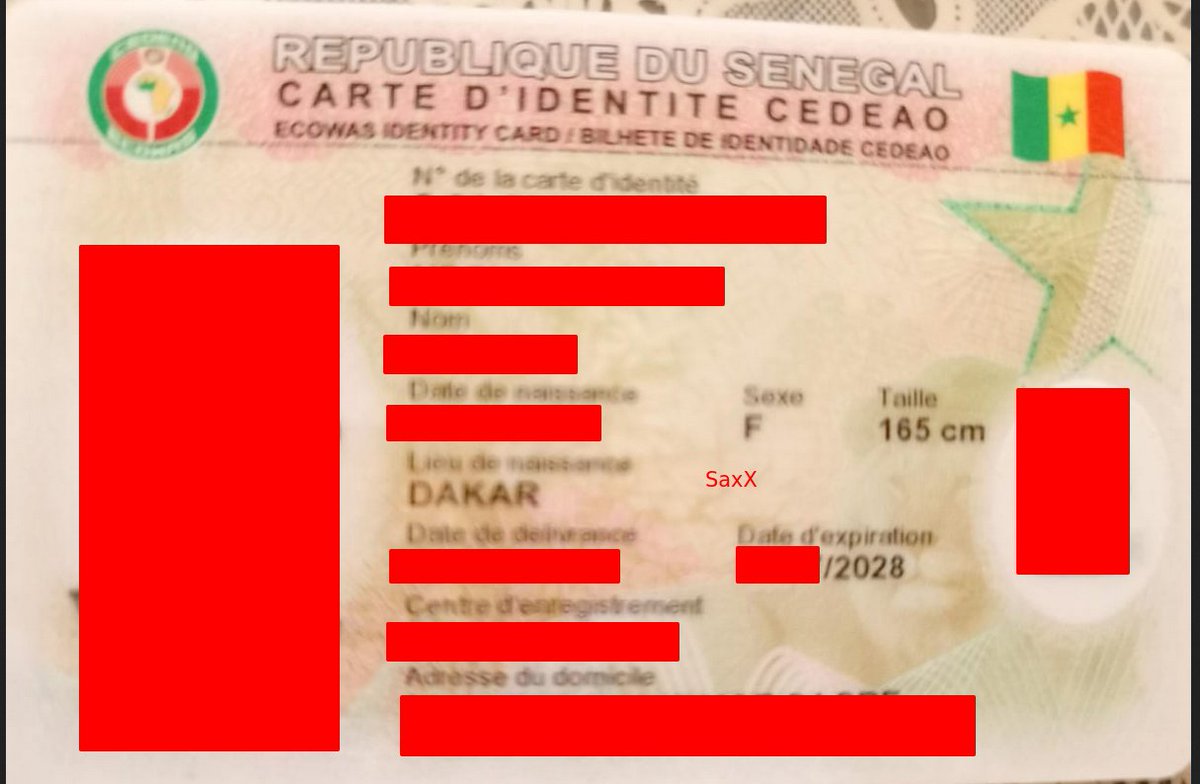 CEDEAO
REPUBLIQUE DU SENEGAL
CARTE D'IDENTITE CEDEAO
ECOWAS IDENTITY CARD / BILHETE DE IDENTIDADE CEDEAO
N° de la carte d'identité
Prénoms
Nom
Date de naissance
Sexe
Taille
F
165 cm
Lieu de naissance
SaxX
DAKAR
Date de délivrance
Date d'expiration
/2028
Centre d'enregistrement
Adresse du domicile